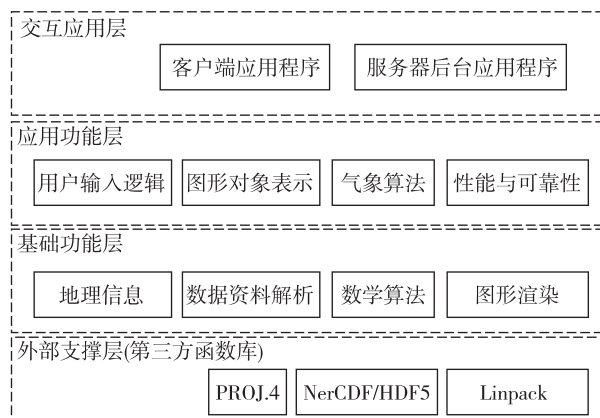 交互应用层
客户端应用程序 服务器后台应用程序
应用功能层
用户输入逻辑 图形对象表示 气象算法 性能与可靠性
基础功能层
地理信息 数据资料解析 数学算法 图形渲染
外部支撑层(第三方函数库)
PROJ.4 NerCDF/HDF5 Linpack